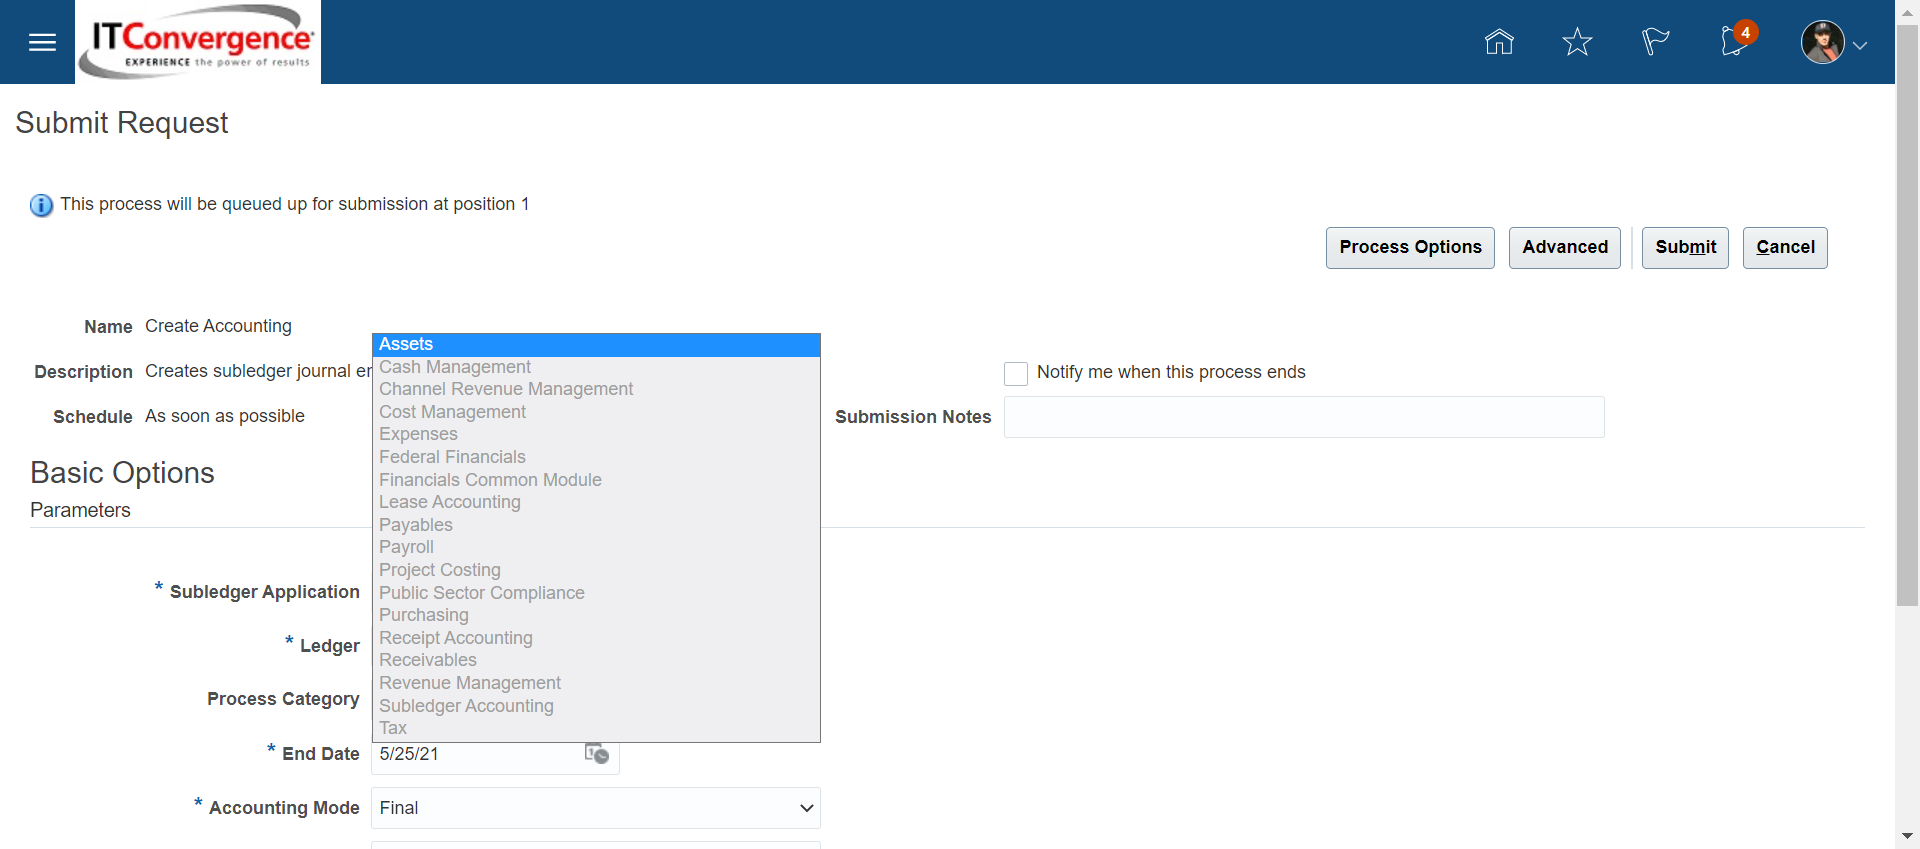 ITConvergence
EXPERIENCE the power of results
4
Submit Request
This process will be queued up for submission at position 1
Process Options
Advanced
Submit
Cancel
Name Create Accounting
Description Creates subledger journal er
Schedule As soon as possible
Notify me when this process ends
Submission Notes
Basic Options
Parameters
Assets
Cash Management
Channel Revenue Management
Cost Management
Expenses
Federal Financials
Financials Common Module
Lease Accounting
Payables
Payroll
Project Costing
Public Sector Compliance
Purchasing
Receipt Accounting
Receivables
Revenue Management
Subledger Accounting
Tax
* Subledger Application
* Ledger
Process Category
* End Date 5/25/21
* Accounting Mode Final